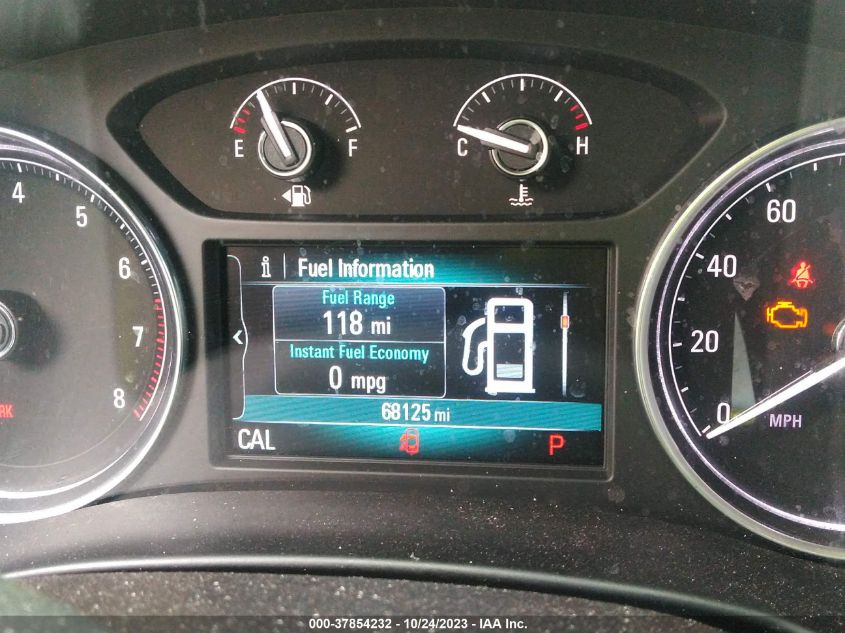 E F
C H
4
5
6
7
8
60
40
20
0
MPH
i Fuel Information
Fuel Range
118 mi
Instant Fuel Economy
0 mpg
68125 mi
CAL P
000-37854232 - 10/24/2023 - IAA Inc.